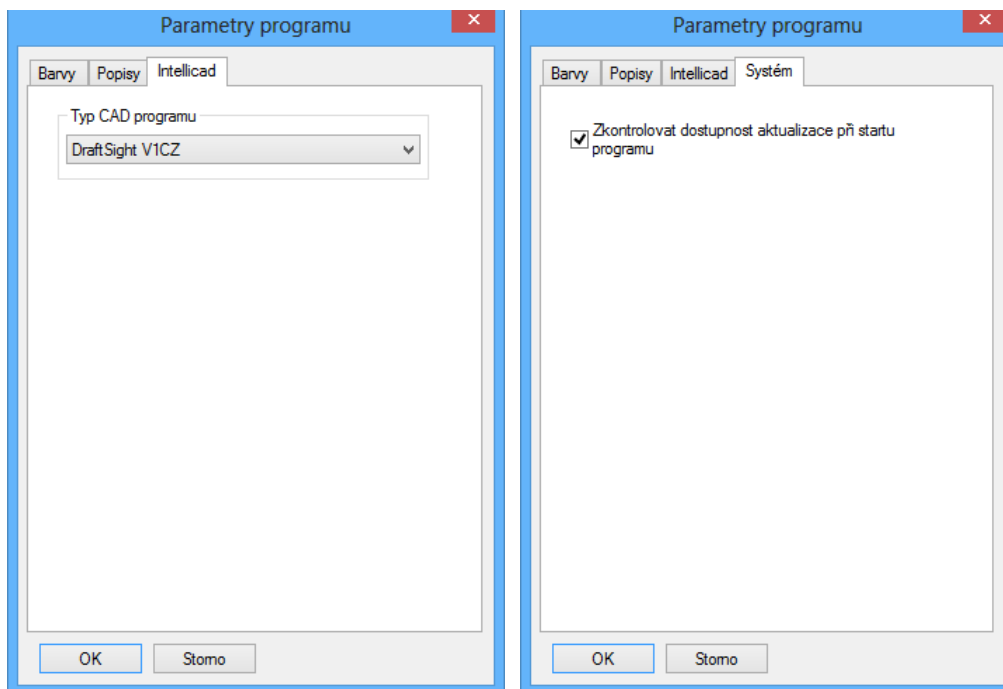 Parametry programu
Barvy Popisy Intellicad
Typ CAD programu
DraftSight V1CZ
OK Storno
Parametry programu
Barvy Popisy Intellicad Systém
Zkontrolovat dostupnost aktualizace při startu
programu
OK Storno